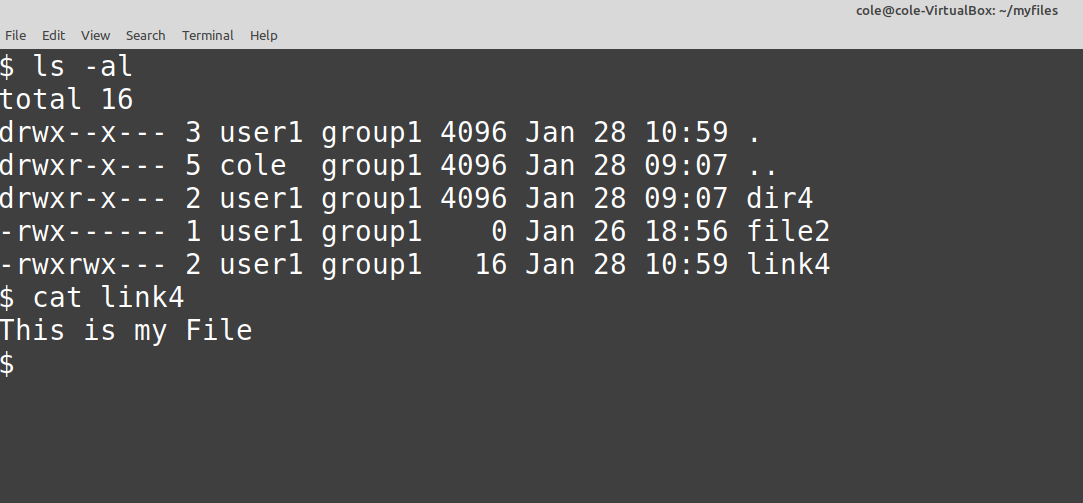 cole@cole-VirtualBox: ~/myfiles
File Edit View Search Terminal Help
$ ls -al
total 16
drwx--x--- 3 user1 group1 4096 Jan 28 10:59 .
drwxr-x--- 5 cole  group1 4096 Jan 28 09:07 ..
drwxr-x--- 2 user1 group1 4096 Jan 28 09:07 dir4
-rwx------ 1 user1 group1    0 Jan 26 18:56 file2
-rwxrwx--- 2 user1 group1   16 Jan 28 10:59 link4
$ cat link4
This is my File
$